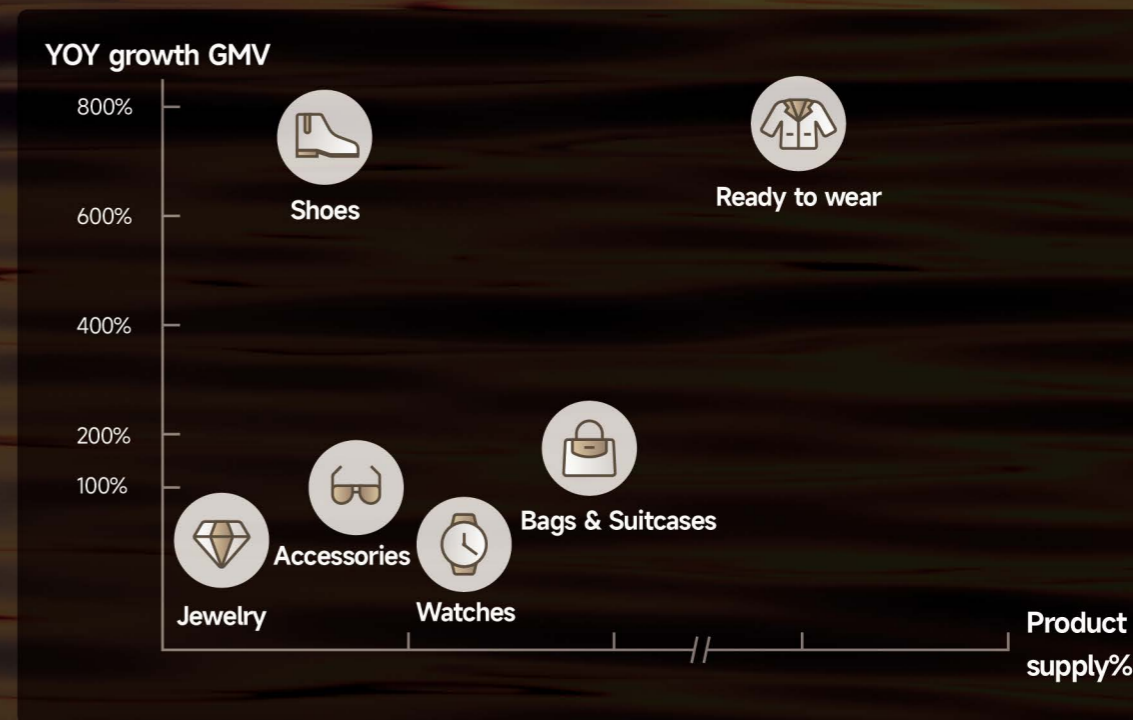 YOY growth GMV
800%
Shoes
Ready to wear
600%
400%
200%
100%
Bags & Suitcases
Accessories
Jewelry
Watches
Product
supply%